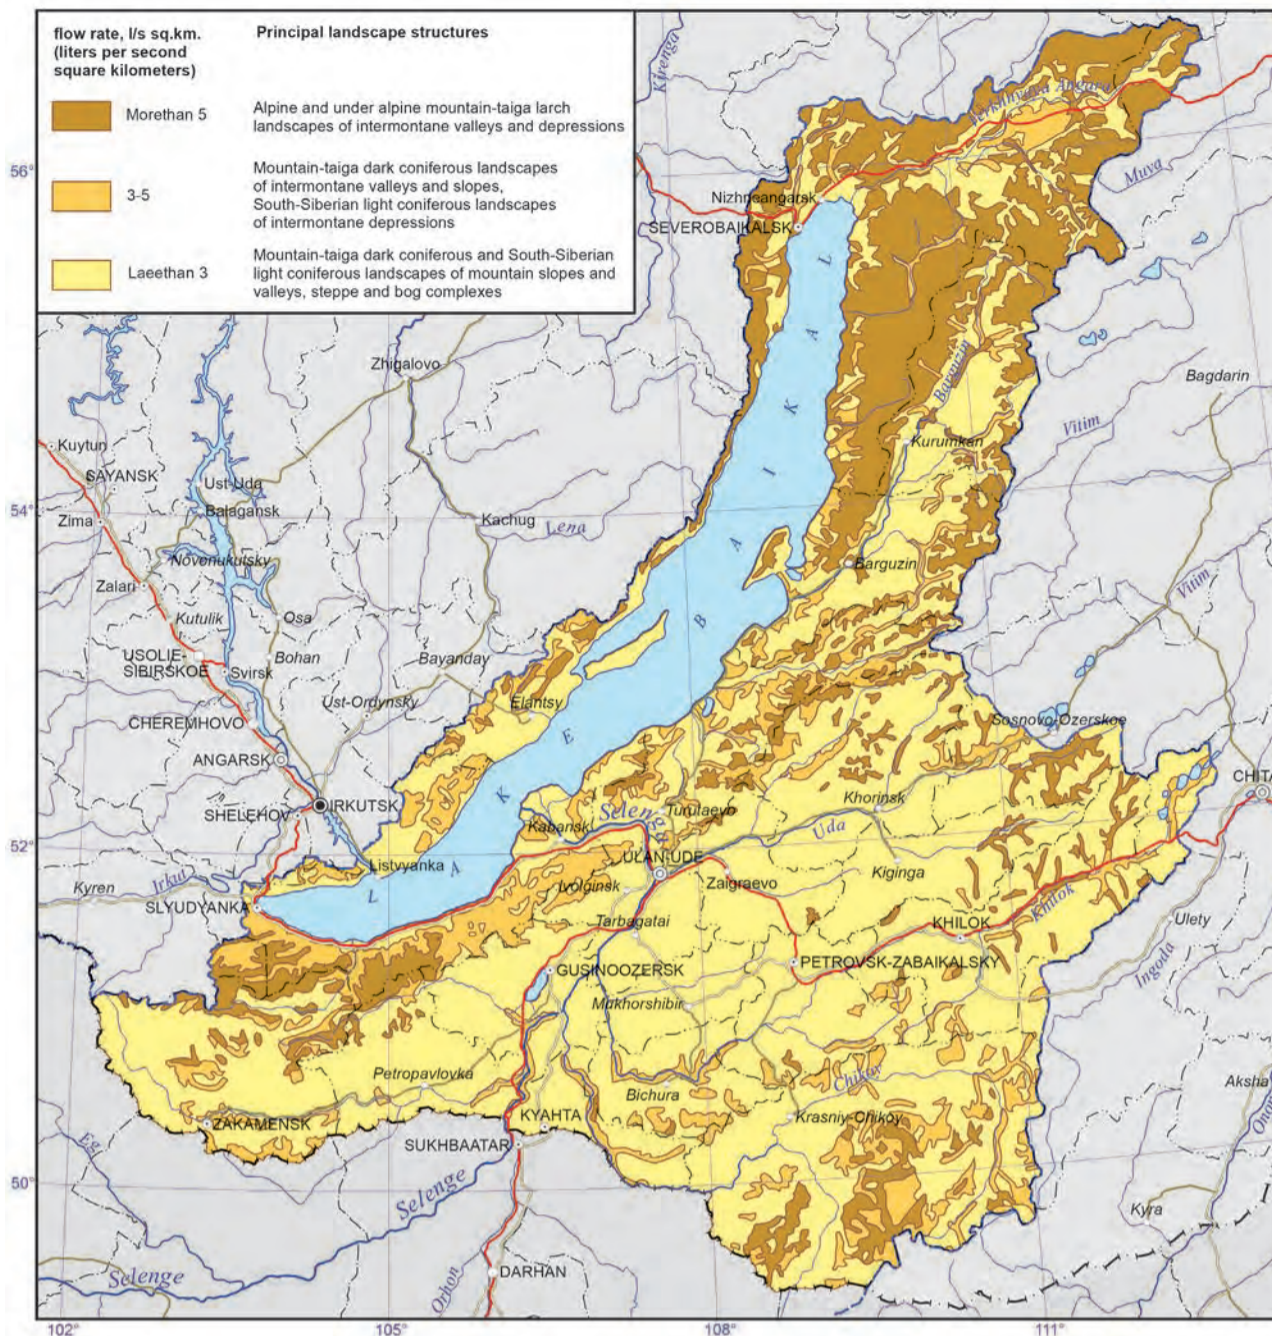 flow rate, l/s sq.km.
(liters per second
square kilometers)
Principal landscape structures
Morethan 5
Alpine and under alpine mountain-taiga larch
landscapes of intermontane valleys and depressions
3-5
Mountain-taiga dark coniferous landscapes
of intermontane valleys and slopes,
South-Siberian light coniferous landscapes
of intermontane depressions
Laeethan 3
Mountain-taiga dark coniferous and South-Siberian
light coniferous landscapes of mountain slopes and
valleys, steppe and bog complexes
Kirenga
Verkhnyaya Angara
56°
Muva
Nizhneangarsk
SEVEROBAIKALSK
Zhigalovo
Barguzin
Bagdarin
Vitim
Kuytun
Kurumkan
SAYANSK
Ust-Uda
54°
Zima
Balagansk
Kachug
Lena
Novenukutsky
Barguzin
Zalari
Vitim
Kutulik
Osa
USOLIE-
SIBIRSKOE
Bohan
Bayanday
Svirsk
Ust-Ordynsky
Elantsy
CHEREMHOVO
Sosnovo-Ozerskoe
ANGARSK
CHITA
IRKUTSK
SHELEHOV
Khorinsk
Turutaevo
Selenga
Kabansk
Uda
52°
Listvyanka
ULAN-UDE
Kyren
Irkut
Ivolginsk
Zaigraevo
Kiginga
SLYUDYANKA
Khilok
Tarbagatai
KHILOK
Ulety
GUSINOOZERSK
PETROVSK-ZABAIKALSKY
Ingoda
Mukhorshibir
Petropavlovka
Chikoy
Bichura
Aksha
ZAKAMENSK
KYAHTA
Krasniy-Chikoy
Onon
Eg
SUKHBAATAR
50°
Selenge
Kyra
Selenge
Orhon
DARHAN
LAKE BAIKAL
102°
105°
108°
111°